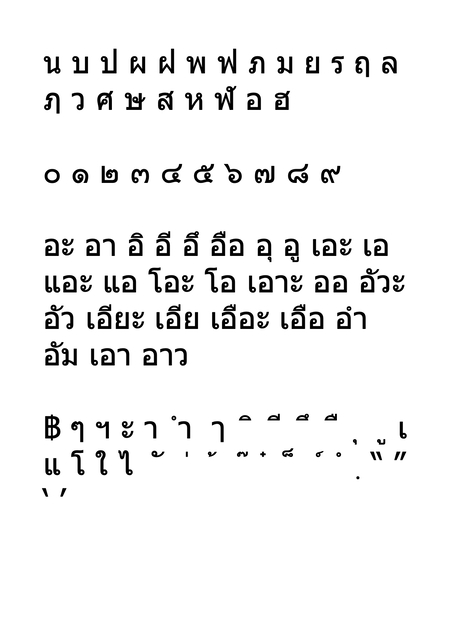 น บ ป ผ ฝ พ ฟ ภ ม ย ร ฤ ล
ฦ ว ศ ษ ส ห ฬ อ ฮ
๐ ๑ ๒ ๓ ๔ ๕ ๖ ๗ ๘ ๙
อะ อา อิ อี อึ อือ อุ อู เอะ เอ
แอะ แอ โอะ โอ เอาะ ออ อัวะ
อัว เอียะ เอีย เอือะ เอือ อำ
อัม เอา อาว
฿ ๆ ฯ ะ า ำ ๅ ิ ี ึ ื ุ ู เ
แ โ ใ ไ ั ่ ้ ๊ ๋ ็ ์ ํ ฺ ‟ ”
‛ ’